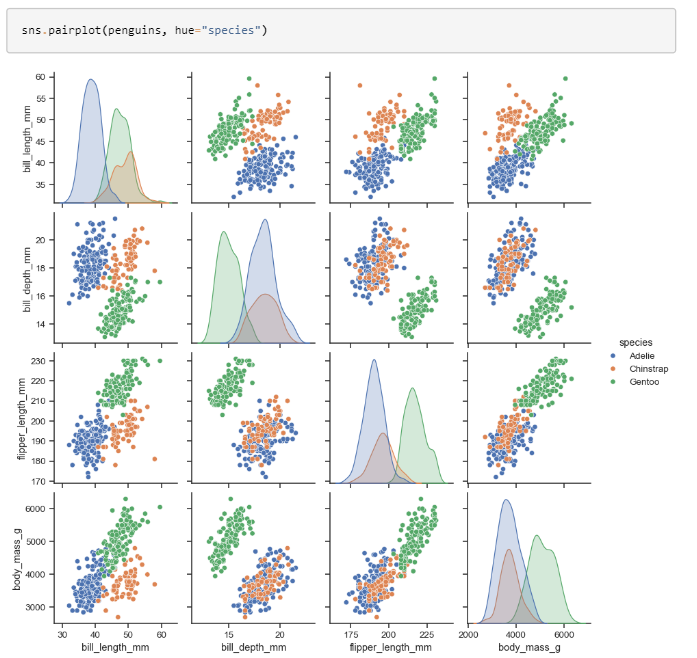 sns.pairplot(penguins, hue="species")
60
55
50
45
40
35
bill_length_mm
20
18
16
14
bill_depth_mm
230
220
210
200
190
180
170
flipper_length_mm
6000
5000
4000
3000
body_mass_g
30 40 50 60
15 20
175 200 225
2000 4000 6000
bill_length_mm
bill_depth_mm
flipper_length_mm
body_mass_g
species
Adelie
Chinstrap
Gentoo